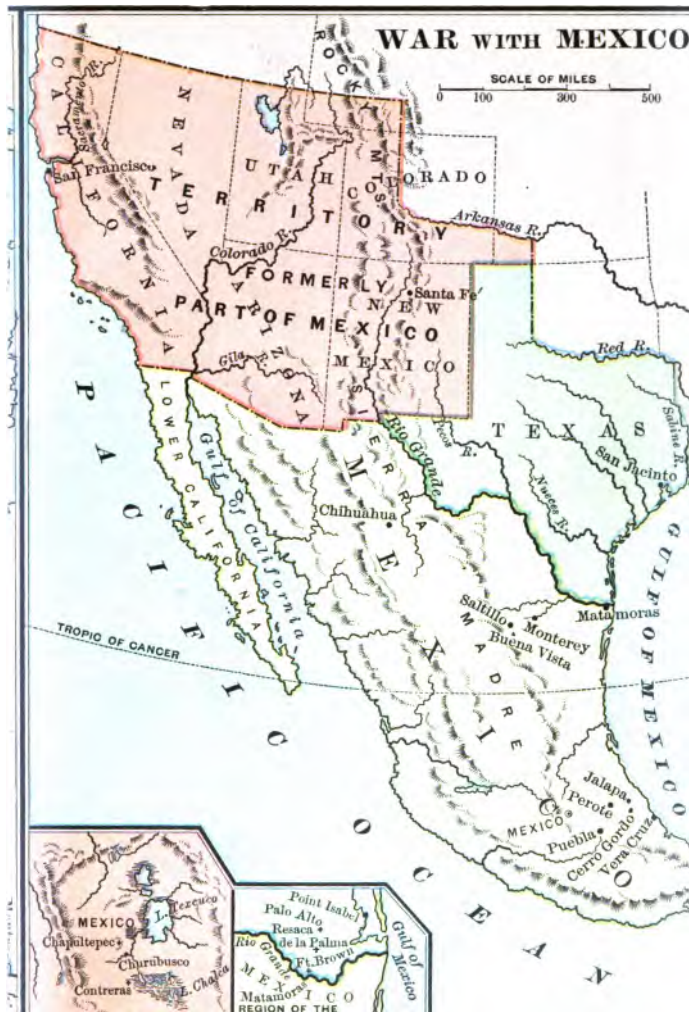 WAR WITH MEXICO
SCALE OF MILES
0 100 300 500
ROCKY MTS.
CALIFORNIA
Sacramento R.
San Francisco
NEVADA
UTAH
COLORADO
TERRITORY
Arkansas R.
Colorado R.
FORMERLY
PART OF MEXICO
ARIZONA
NEW
MEXICO
Santa Fe
Gila R.
Red R.
TEXAS
Sabine R.
San Jacinto
Pecos
R.
Nueces R.
Rio Grande
LOWER CALIFORNIA
Gulf of California
SIERRA MADRE
MEXICO
Chihuahua
PACIFIC OCEAN
GULF OF MEXICO
Matamoras
Saltillo
Monterey
Buena Vista
TROPIC OF CANCER
Jalapa
Perote
MEXICO
Puebla
Cerro Gordo
Vera Cruz
L. Tezcuco
MEXICO
Chapultepec
Churubusco
Contreras
L. Chalca
Point Isabel
Palo Alto
Resaca
de la Palma
Ft. Brown
Rio Grande
Gulf of
Mexico
MEXICO
Matamoras
REGION OF THE